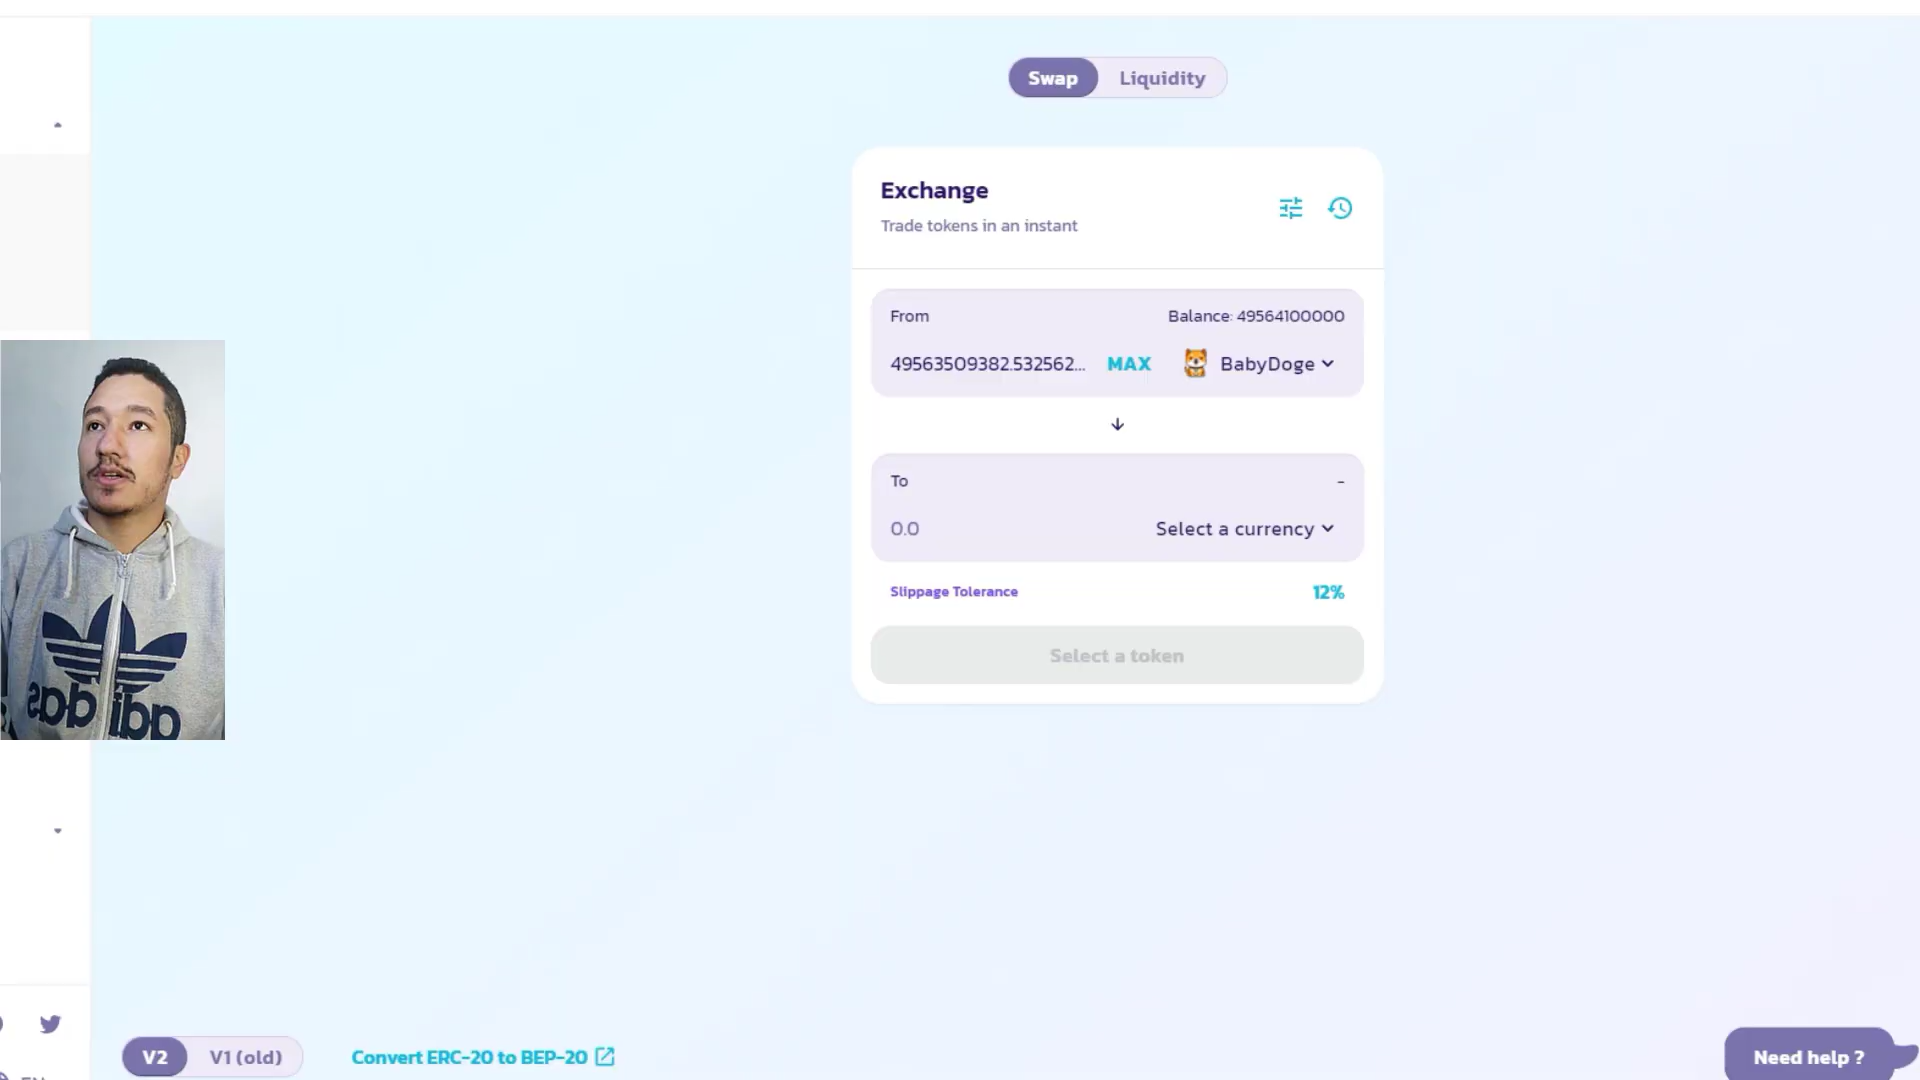 Swap Liquidity
Exchange
Trade tokens in an instant
From Balance: 49564100000
49563509382.532562... MAX BabyDoge
To -
0.0 Select a currency
Slippage Tolerance 12%
Select a token
adidas
V2 V1 (old) Convert ERC-20 to BEP-20
Need help ?